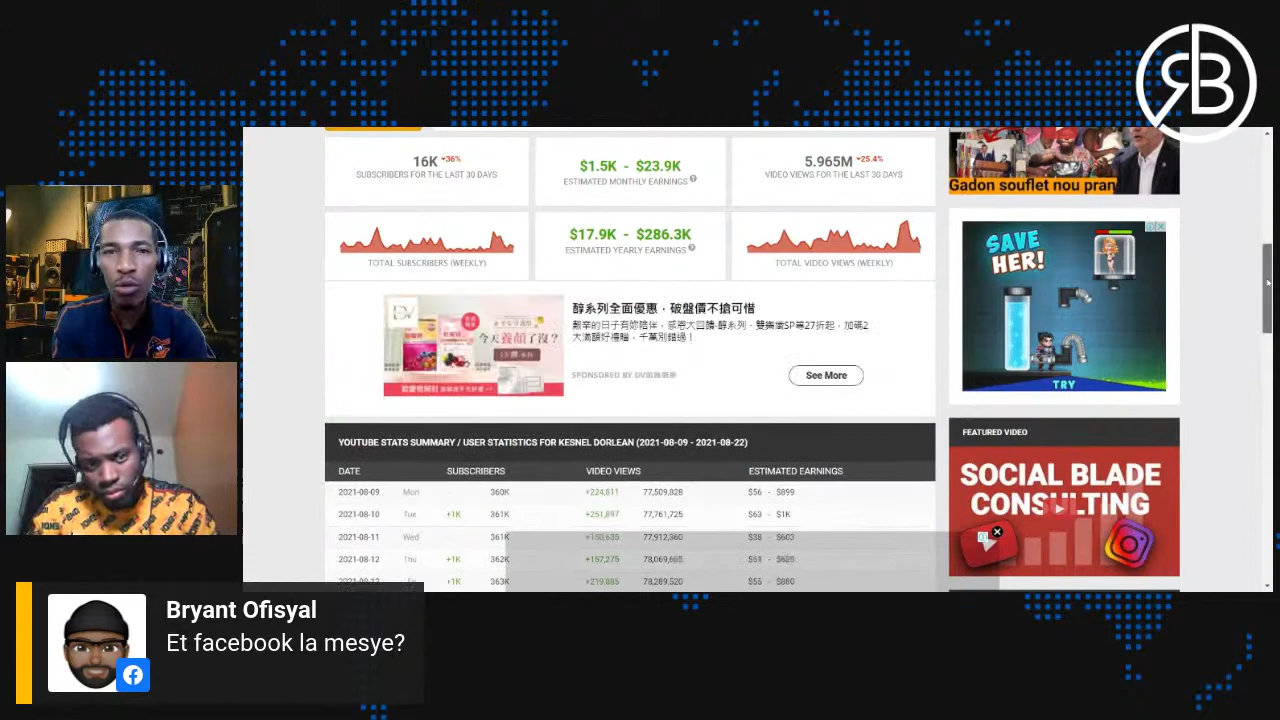 RB
16K -36%
SUBSCRIBERS FOR THE LAST 30 DAYS
$1.5K - $23.9K
ESTIMATED MONTHLY EARNINGS
5.965M -25.4%
VIDEO VIEWS FOR THE LAST 30 DAYS
Gadon souflet nou pran
TOTAL SUBSCRIBERS (WEEKLY)
$17.9K - $286.3K
ESTIMATED YEARLY EARNINGS
TOTAL VIDEO VIEWS (WEEKLY)
SAVE
HER!
TRY
醇系列全面優惠，破盤價不搶可惜
See More
FEATURED VIDEO
SOCIAL BLADE
CONSULTING
YOUTUBE STATS SUMMARY / USER STATISTICS FOR KESNEL DORLEAN (2021-08-09 - 2021-08-22)
DATE SUBSCRIBERS VIDEO VIEWS ESTIMATED EARNINGS
2021-08-09 Mon - 360K +224,811 77,509,828 $56 - $899
2021-08-10 Tue +1K 361K +251,897 77,761,725 $63 - $1K
2021-08-11 Wed - 361K +150,635 77,912,360 $38 - $603
2021-08-12 Thu +1K 362K +157,275 78,069,635
+1K 363K +219,885 78,289,520 $55 - $880
Bryant Ofisyal
Et facebook la mesye?